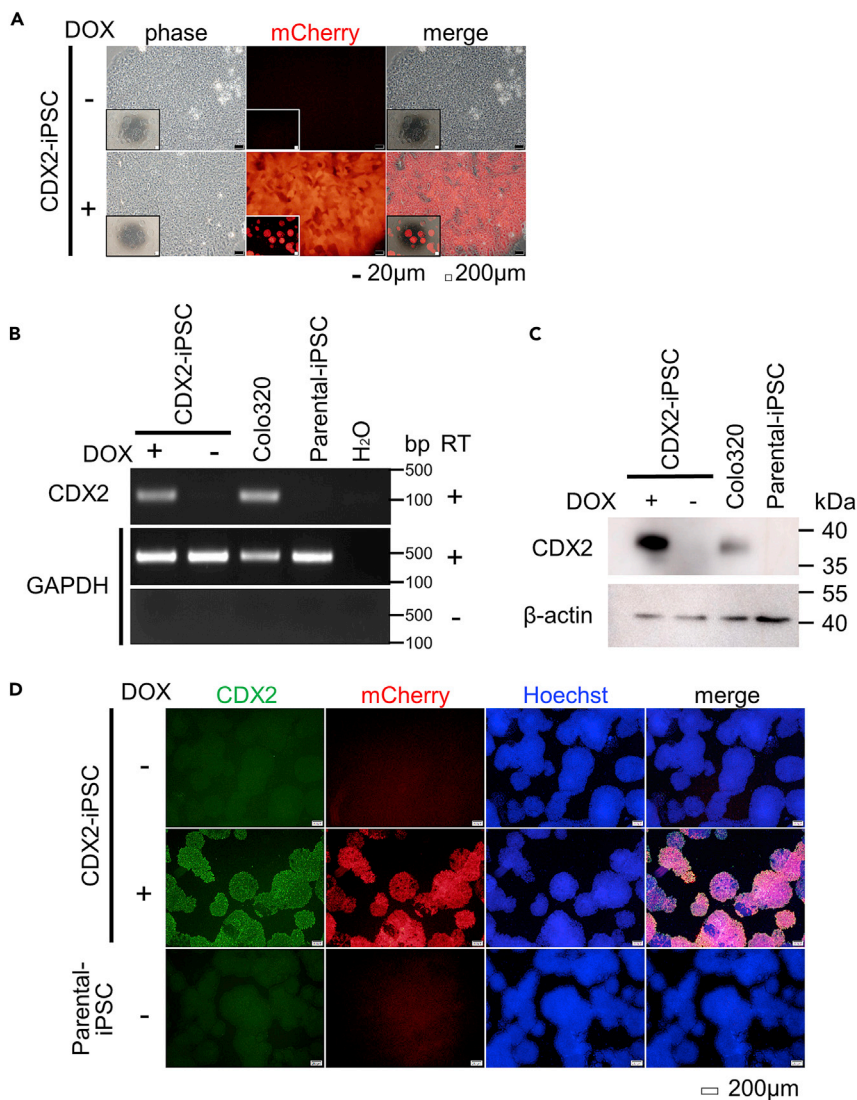 A
DOX phase mCherry merge
CDX2-iPSC
-
+
20µm 200µm
B
CDX2-iPSC
Colo320
Parental-iPSC
H₂O
DOX + - bp RT
CDX2 500
100 +
GAPDH 500 +
100
500 -
100
C
CDX2-iPSC
Colo320
Parental-iPSC
DOX + - kDa
CDX2 40
35
β-actin 55
40
D
DOX CDX2 mCherry Hoechst merge
CDX2-iPSC
-
+
Parental-
iPSC
-
200µm